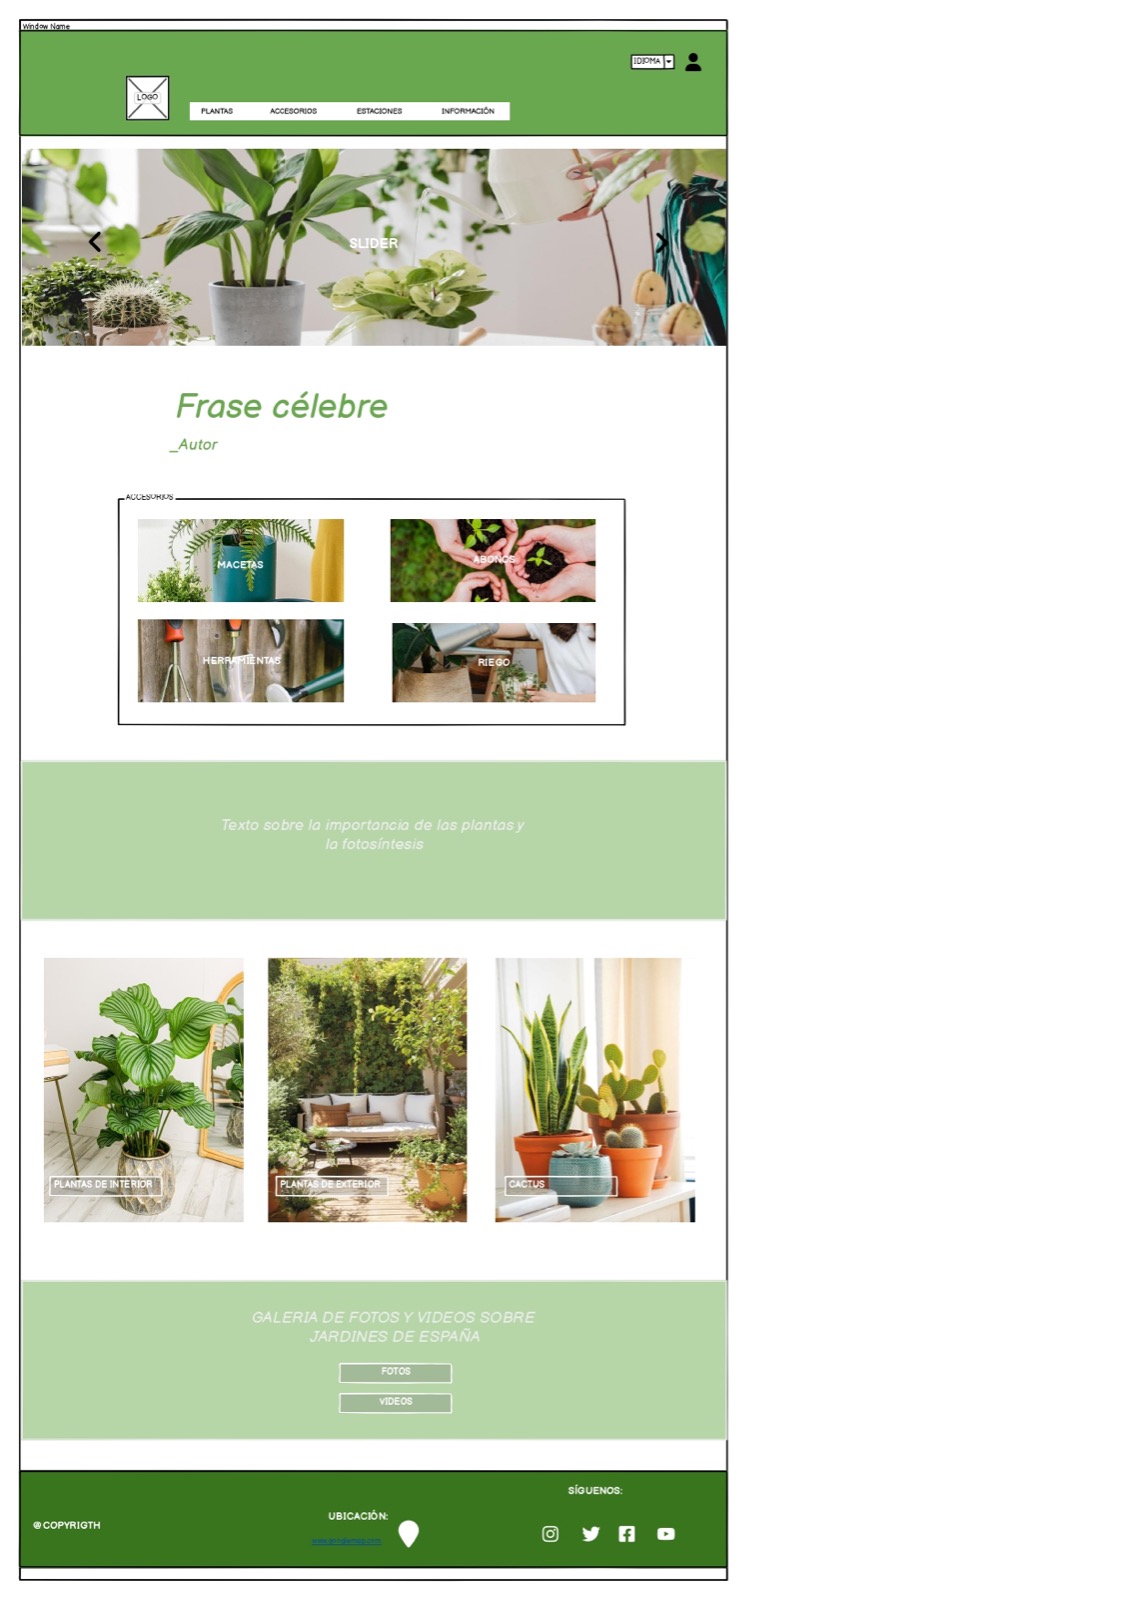 Window Name
IDIOMA
LOGO
PLANTAS ACCESORIOS ESTACIONES INFORMACIÓN
SLIDER
Frase célebre
_Autor
ACCESORIOS
MACETAS
ABONOS
HERRAMIENTAS
RIEGO
Texto sobre la importancia de las plantas y
la fotosíntesis
PLANTAS DE INTERIOR
PLANTAS DE EXTERIOR
CACTUS
GALERIA DE FOTOS Y VIDEOS SOBRE
JARDINES DE ESPAÑA
FOTOS
VIDEOS
SÍGUENOS:
UBICACIÓN:
@COPYRIGTH